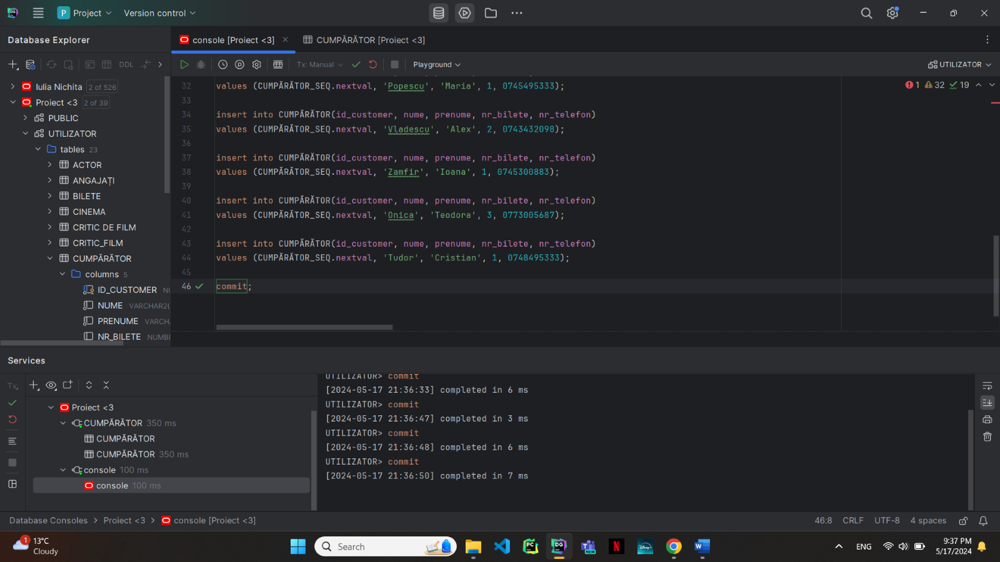 DG
P Project
Version control
Database Explorer
console [Proiect <3]
CUMPĂRĂTOR [Proiect <3]
DDL
Tx: Manual
Playground
UTILIZATOR
Iulia Nichita 2 of 526
Proiect <3 2 of 39
PUBLIC
UTILIZATOR
tables 23
ACTOR
ANGAJAȚI
BILETE
CINEMA
CRITIC DE FILM
CRITIC_FILM
CUMPĂRĂTOR
columns 5
ID_CUSTOMER NU
NUME VARCHAR2(
PRENUME VARCH
NR_BILETE NUMBE
1 32 19
32 values (CUMPĂRĂTOR_SEQ.nextval, 'Popescu', 'Maria', 1, 0745495333);
33
34 insert into CUMPĂRĂTOR(id_customer, nume, prenume, nr_bilete, nr_telefon)
35 values (CUMPĂRĂTOR_SEQ.nextval, 'Vladescu', 'Alex', 2, 0743432098);
36
37 insert into CUMPĂRĂTOR(id_customer, nume, prenume, nr_bilete, nr_telefon)
38 values (CUMPĂRĂTOR_SEQ.nextval, 'Zamfir', 'Ioana', 1, 0745300883);
39
40 insert into CUMPĂRĂTOR(id_customer, nume, prenume, nr_bilete, nr_telefon)
41 values (CUMPĂRĂTOR_SEQ.nextval, 'Onica', 'Teodora', 3, 0773005687);
42
43 insert into CUMPĂRĂTOR(id_customer, nume, prenume, nr_bilete, nr_telefon)
44 values (CUMPĂRĂTOR_SEQ.nextval, 'Tudor', 'Cristian', 1, 0748495333);
45
46 commit;
Services
Tx
Proiect <3
CUMPĂRĂTOR 350 ms
CUMPĂRĂTOR
CUMPĂRĂTOR 350 ms
console 100 ms
console 100 ms
UTILIZATOR> commit
[2024-05-17 21:36:33] completed in 6 ms
UTILIZATOR> commit
[2024-05-17 21:36:47] completed in 3 ms
UTILIZATOR> commit
[2024-05-17 21:36:48] completed in 6 ms
UTILIZATOR> commit
[2024-05-17 21:36:50] completed in 7 ms
Database Consoles > Proiect <3 > console [Proiect <3]
46:8 CRLF UTF-8 4 spaces
1
13°C
Cloudy
Search
PC
DG
NEW
N
Disney+
W
ENG
9:37 PM
5/17/2024